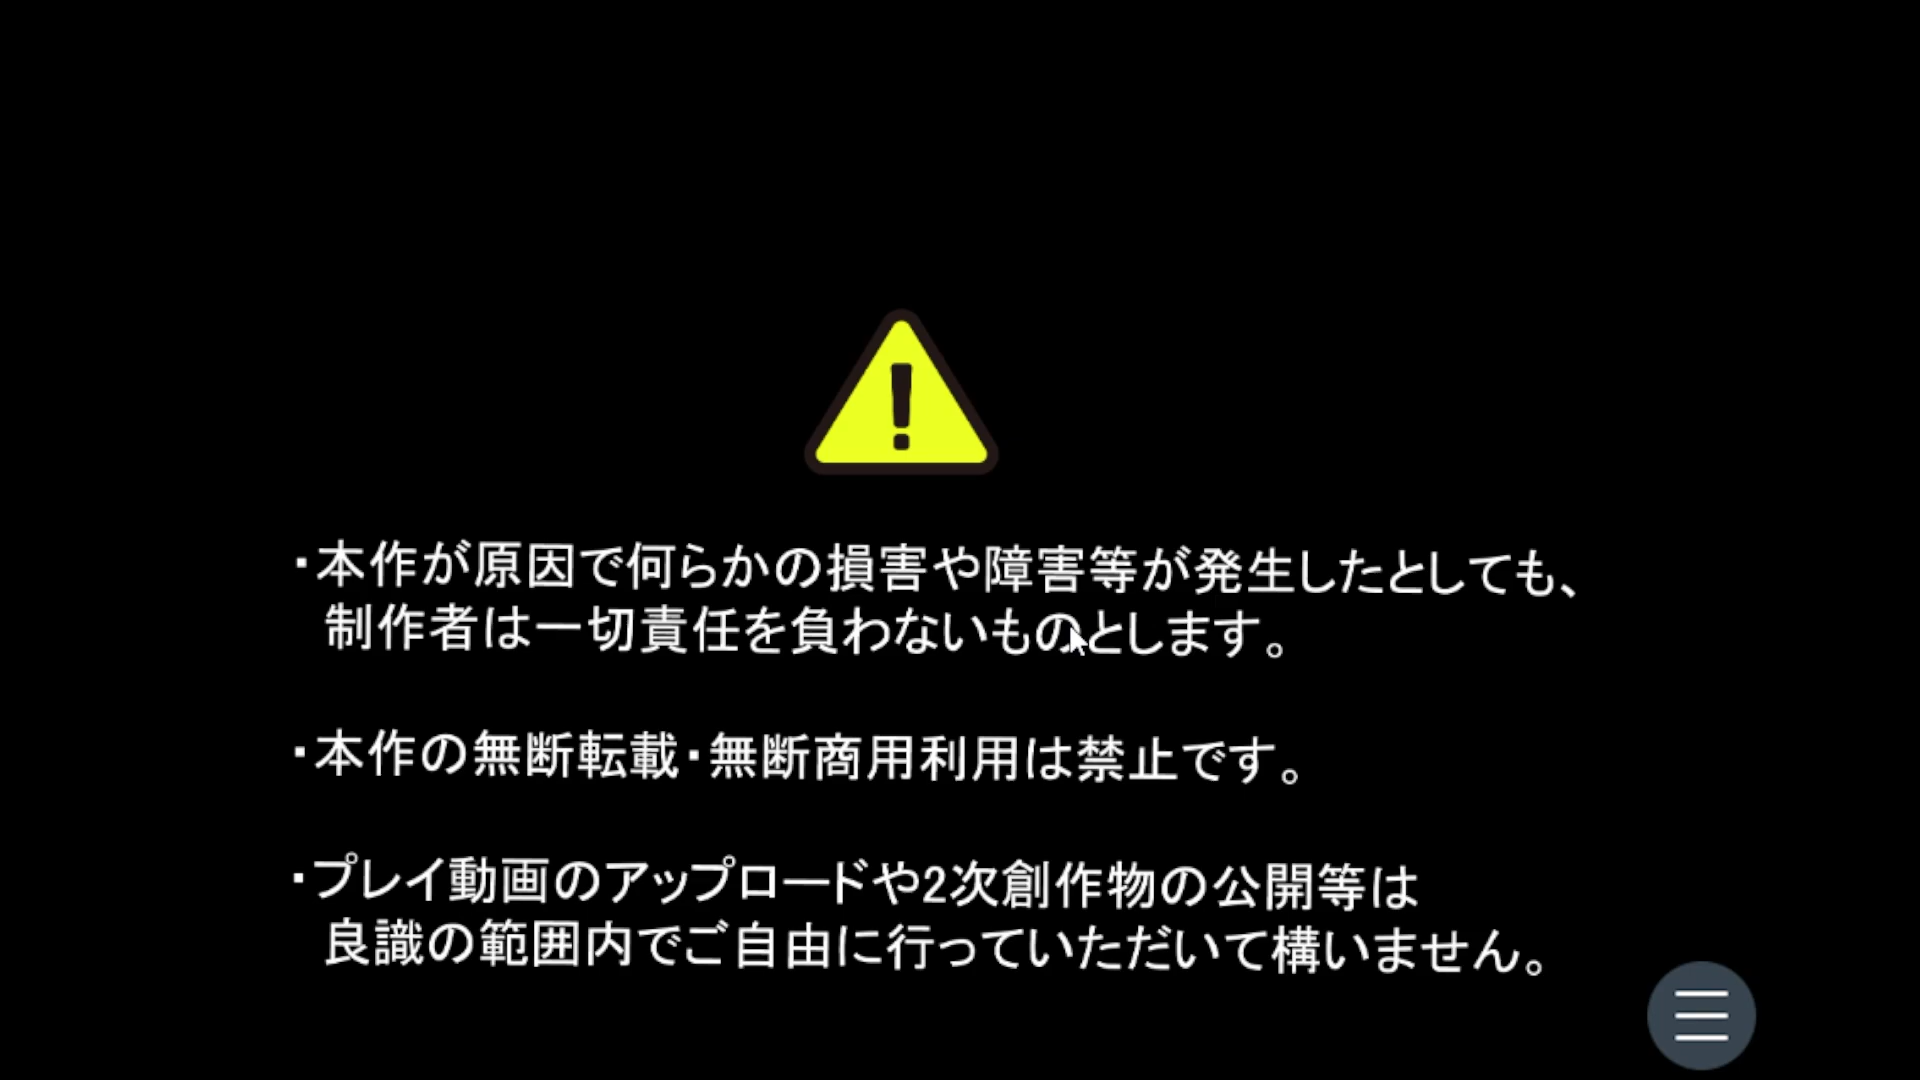 ・本作が原因で何らかの損害や障害等が発生したとしても、
制作者は一切責任を負わないものとします。
・本作の無断転載・無断商用利用は禁止です。
・プレイ動画のアップロードや2次創作物の公開等は
良識の範囲内でご自由に行っていただいて構いません。